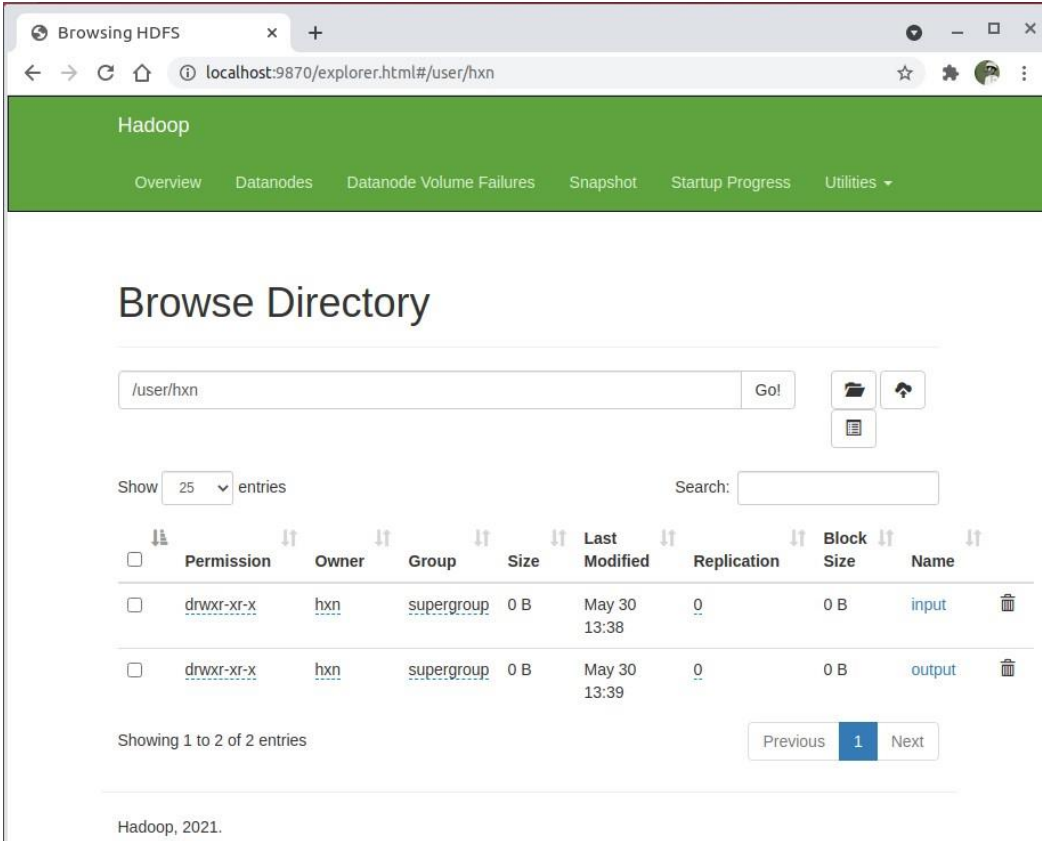 Browsing HDFS
localhost:9870/explorer.html#/user/hxn
Hadoop
Overview Datanodes Datanode Volume Failures Snapshot Startup Progress Utilities
Browse Directory
/user/hxn Go!
Show 25 entries Search:
Permission Owner Group Size Last Modified Replication Block Size Name
drwxr-xr-x hxn supergroup 0 B May 30 13:38 0 0 B input
drwxr-xr-x hxn supergroup 0 B May 30 13:39 0 0 B output
Showing 1 to 2 of 2 entries Previous 1 Next
Hadoop, 2021.